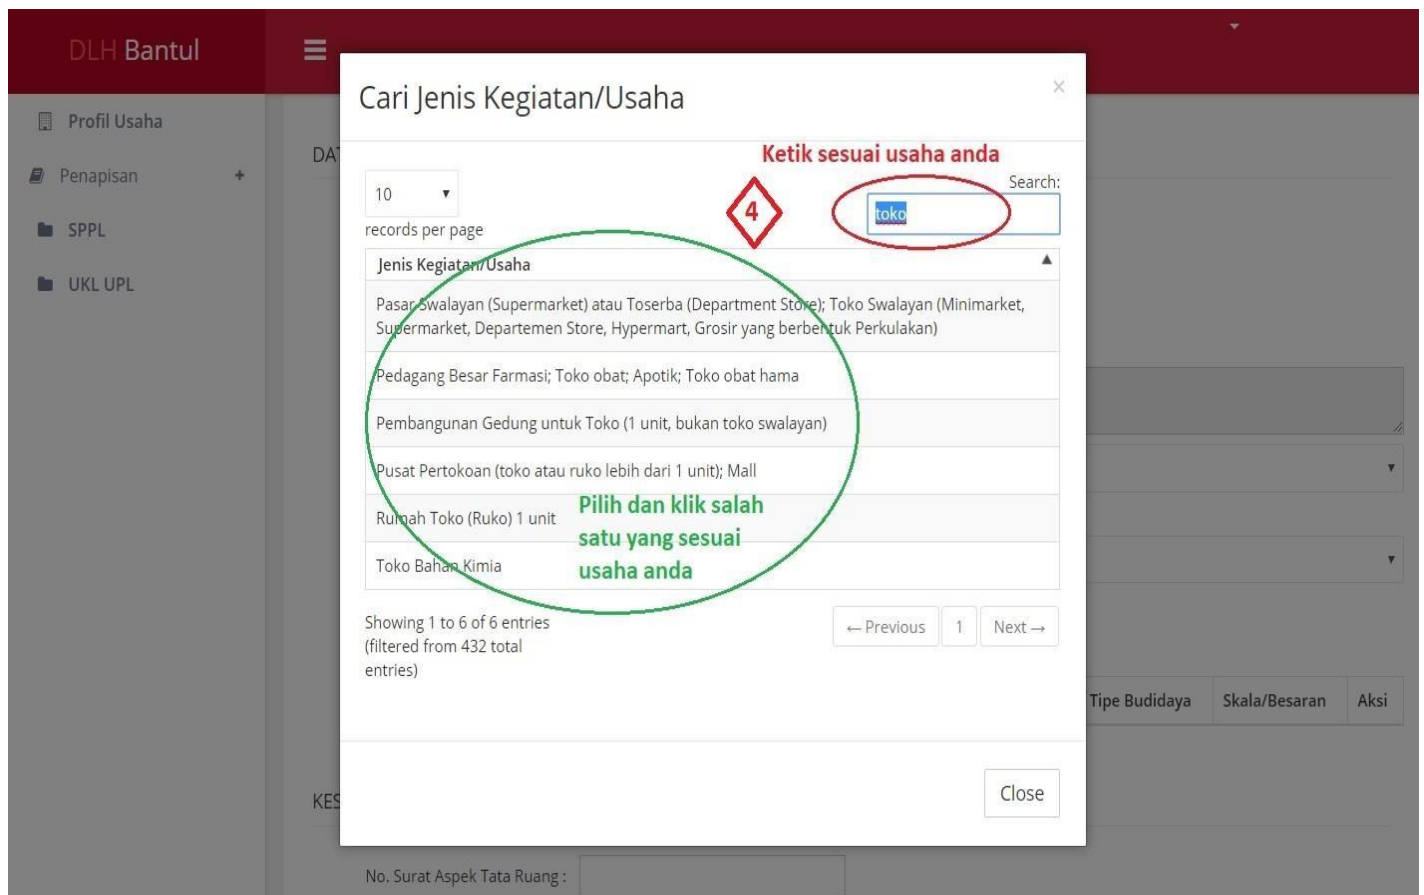 DLH Bantul
Profil Usaha
Penapisan +
SPPL
UKL UPL
DA
Cari Jenis Kegiatan/Usaha ×
Ketik sesuai usaha anda
10
records per page
4
Search:
toko
Jenis Kegiatan/Usaha
Pasar Swalayan (Supermarket) atau Toserba (Department Store); Toko Swalayan (Minimarket,
Supermarket, Departemen Store, Hypermart, Grosir yang berbentuk Perkulakan)
Pedagang Besar Farmasi; Toko obat; Apotik; Toko obat hama
Pembangunan Gedung untuk Toko (1 unit, bukan toko swalayan)
Pusat Pertokoan (toko atau ruko lebih dari 1 unit); Mall
Rumah Toko (Ruko) 1 unit
Toko Bahan Kimia
Pilih dan klik salah
satu yang sesuai
usaha anda
Showing 1 to 6 of 6 entries
(filtered from 432 total
entries)
← Previous 1 Next →
Tipe Budidaya Skala/Besaran Aksi
Close
KES
No. Surat Aspek Tata Ruang :